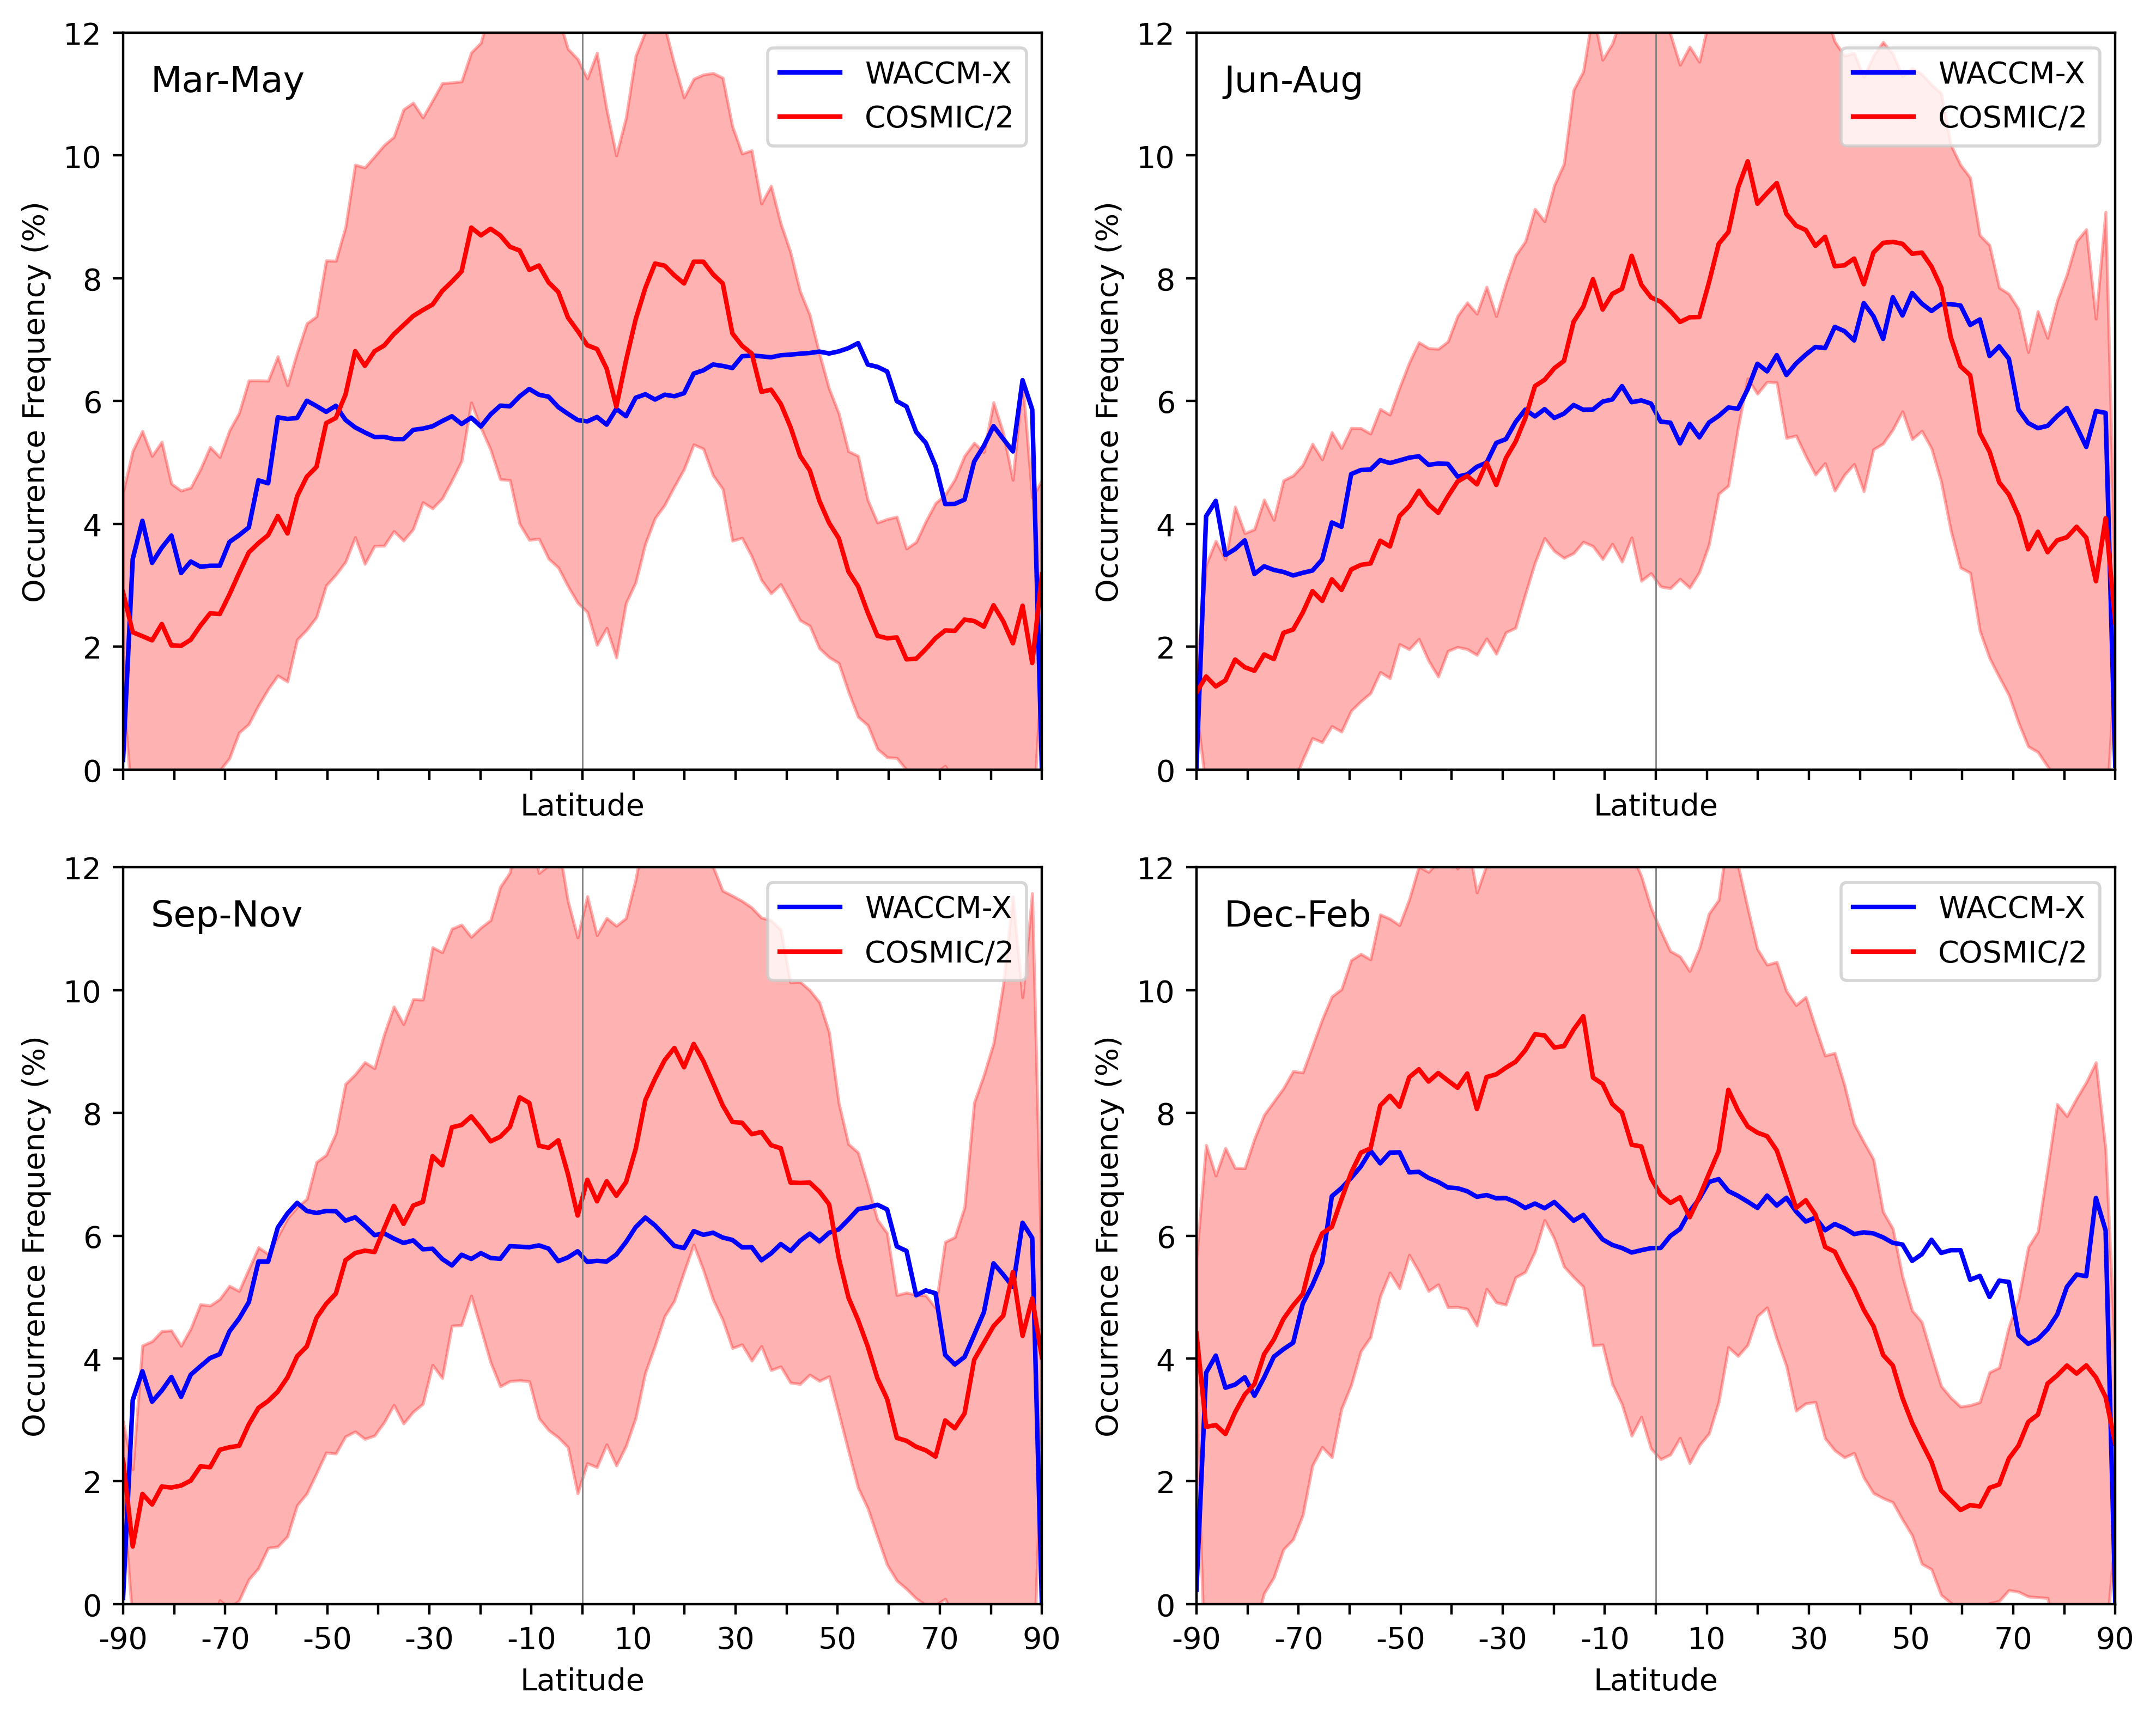 Mar-May
WACCM-X
COSMIC/2
12
10
8
6
4
2
0
Occurrence Frequency (%)
Latitude
Jun-Aug
WACCM-X
COSMIC/2
12
10
8
6
4
2
0
Occurrence Frequency (%)
Latitude
Sep-Nov
WACCM-X
COSMIC/2
12
10
8
6
4
2
0
Occurrence Frequency (%)
-90 -70 -50 -30 -10 10 30 50 70 90
Latitude
Dec-Feb
WACCM-X
COSMIC/2
12
10
8
6
4
2
0
Occurrence Frequency (%)
-90 -70 -50 -30 -10 10 30 50 70 90
Latitude